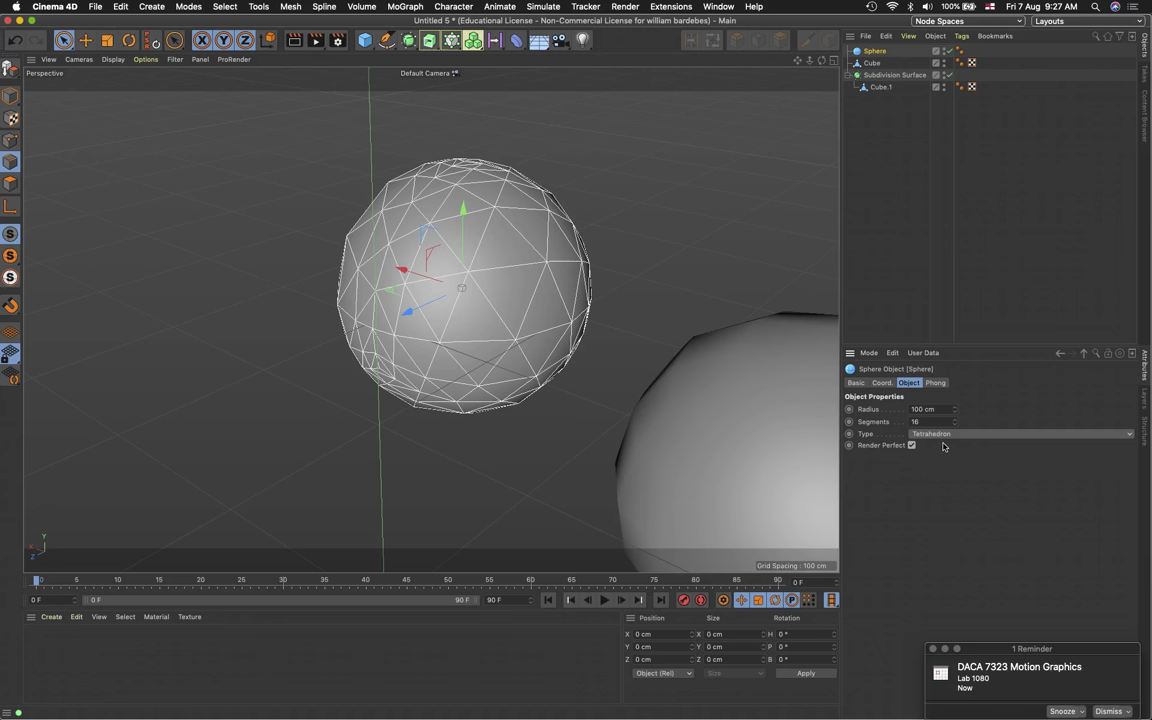 Cinema 4D File Edit Create Modes Select Tools Mesh Spline Volume MoGraph Character Animate Simulate Tracker Render Extensions Window Help 100% Fri 7 Aug 9:27 AM
Untitled 5 * (Educational License - Non-Commercial License for william bardebes) - Main
Node Spaces Layouts
File Edit View Object Tags Bookmarks
View Cameras Display Options Filter Panel ProRender
Perspective
Default Camera
Sphere
Cube
Subdivision Surface
Cube.1
Objects
Takes
Content Browser
Mode Edit User Data
Sphere Object [Sphere]
Basic Coord. Object Phong
Object Properties
Radius 100 cm
Segments 16
Type Tetrahedron
Render Perfect
Attributes
Layers
Structure
Y
X
Z
Grid Spacing : 100 cm
0 5 10 15 20 25 30 35 40 45 50 55 60 65 70 75 80 85 90 0 F
0 F 0 F 90 F 90 F
Create Edit View Select Material Texture
Position Size Rotation
X 0 cm X 0 cm H 0 °
Y 0 cm Y 0 cm P 0 °
Z 0 cm Z 0 cm B 0 °
Object (Rel) Size Apply
1 Reminder
DACA 7323 Motion Graphics
Lab 1080
Now
Snooze Dismiss